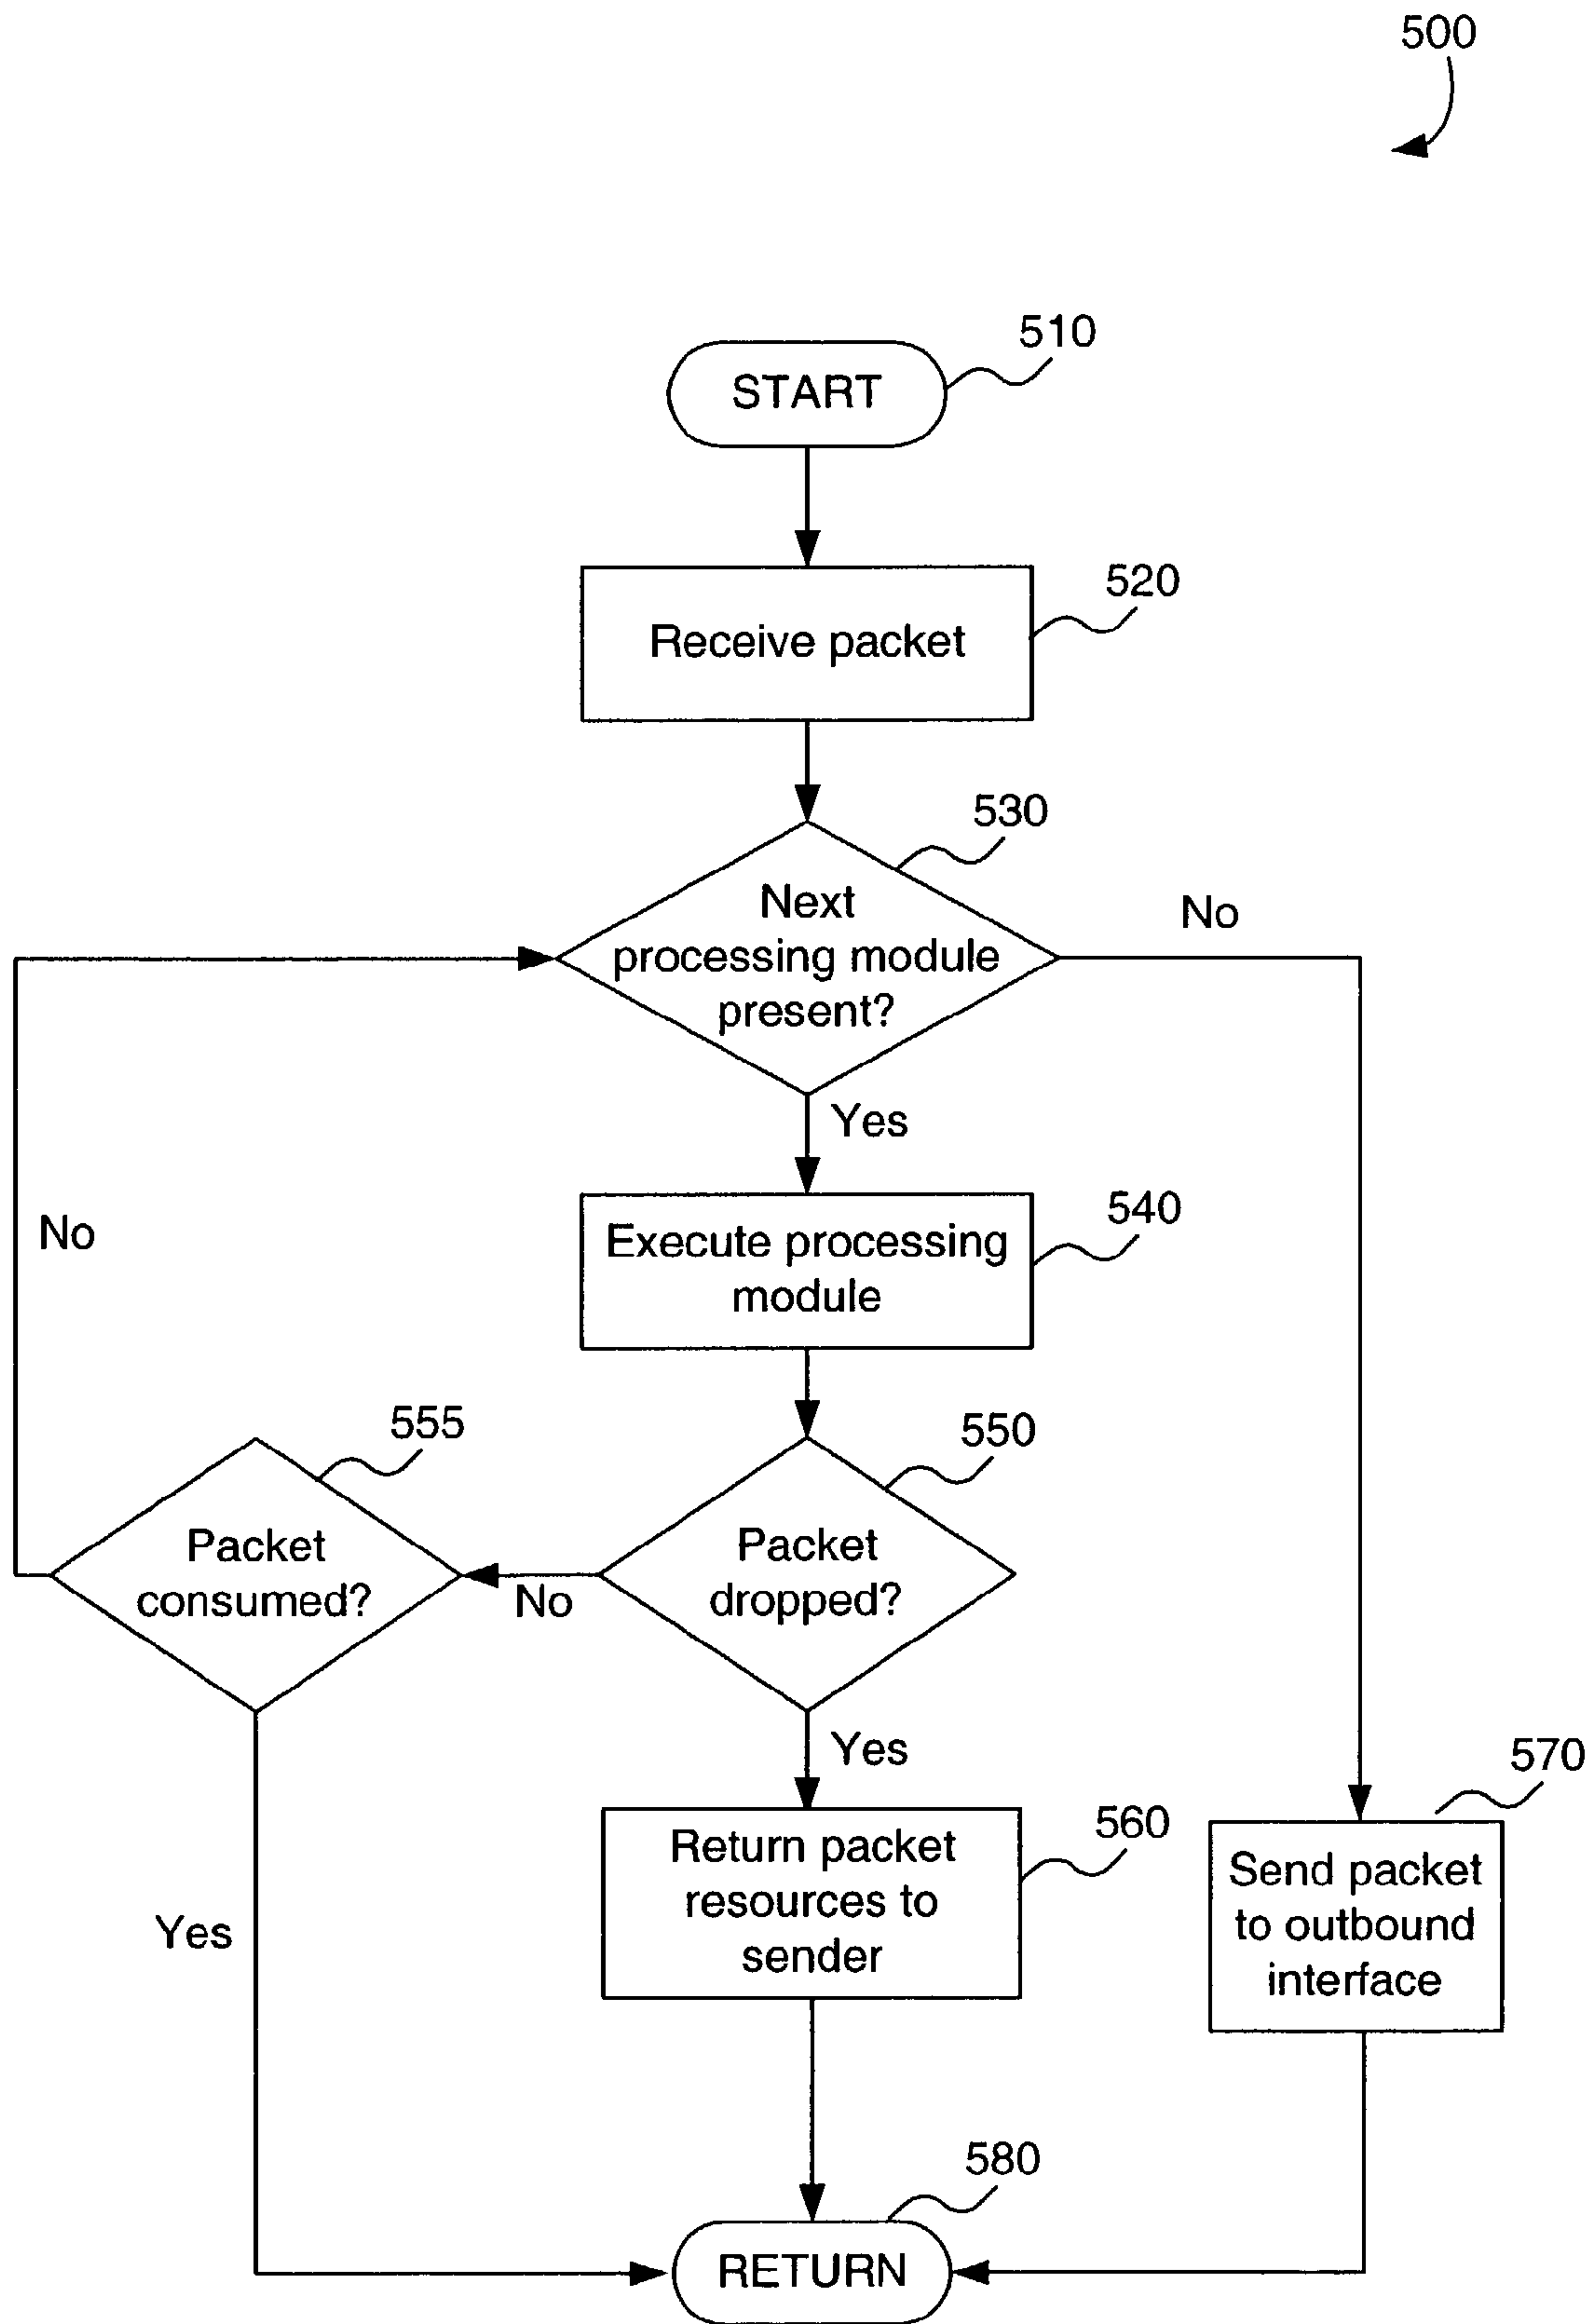 500
510
START
520
Receive packet
530
Next
processing module
present?
No
Yes
540
Execute processing
module
No
555
550
Packet
consumed?
No
Packet
dropped?
Yes
560
Return packet
resources to
sender
570
Send packet
to outbound
interface
Yes
580
RETURN